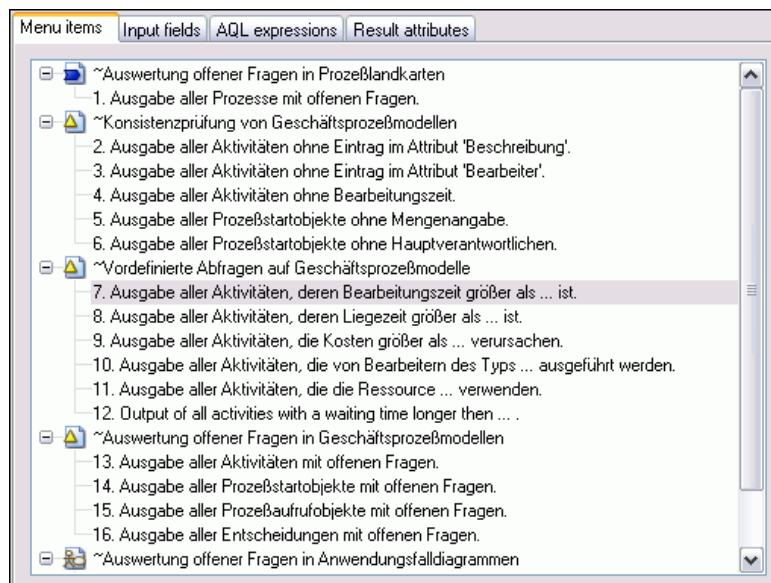 Menu items Input fields AQL expressions Result attributes
~Auswertung offener Fragen in Prozeßlandkarten
1. Ausgabe aller Prozesse mit offenen Fragen.
~Konsistenzprüfung von Geschäftsprozeßmodellen
2. Ausgabe aller Aktivitäten ohne Eintrag im Attribut 'Beschreibung'.
3. Ausgabe aller Aktivitäten ohne Eintrag im Attribut 'Bearbeiter'.
4. Ausgabe aller Aktivitäten ohne Bearbeitungszeit.
5. Ausgabe aller Prozeßstartobjekte ohne Mengenangabe.
6. Ausgabe aller Prozeßstartobjekte ohne Hauptverantwortlichen.
~Vordefinierte Abfragen auf Geschäftsprozeßmodelle
7. Ausgabe aller Aktivitäten, deren Bearbeitungszeit größer als ... ist.
8. Ausgabe aller Aktivitäten, deren Liegezeit größer als ... ist.
9. Ausgabe aller Aktivitäten, die Kosten größer als ... verursachen.
10. Ausgabe aller Aktivitäten, die von Bearbeitern des Typs ... ausgeführt werden.
11. Ausgabe aller Aktivitäten, die die Ressource ... verwenden.
12. Output of all activities with a waiting time longer then ... .
~Auswertung offener Fragen in Geschäftsprozeßmodellen
13. Ausgabe aller Aktivitäten mit offenen Fragen.
14. Ausgabe aller Prozeßstartobjekte mit offenen Fragen.
15. Ausgabe aller Prozeßaufrufobjekte mit offenen Fragen.
16. Ausgabe aller Entscheidungen mit offenen Fragen.
~Auswertung offener Fragen in Anwendungsfalldiagrammen